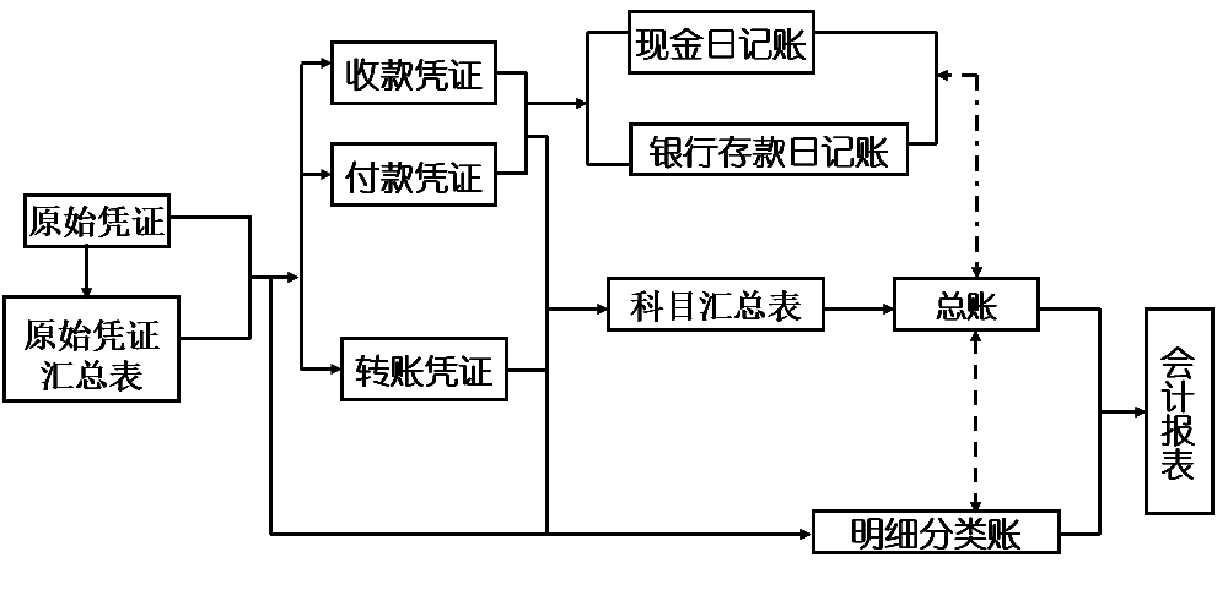 现金日记账
收款凭证
银行存款日记账
付款凭证
原始凭证
原始凭证
汇总表
科目汇总表
总账
转账凭证
会计报表
明细分类账